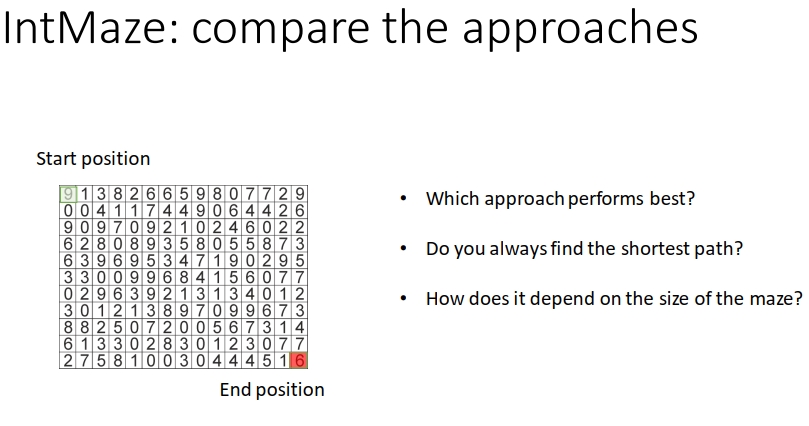 IntMaze: compare the approaches
Start position
9 1 3 8 2 6 6 5 9 8 0 7 7 2 9
0 0 4 1 1 7 4 4 9 0 6 4 4 2 6
9 0 9 7 0 9 2 1 0 2 4 6 0 2 2
6 2 8 0 8 9 3 5 8 0 5 5 8 7 3
6 3 9 6 9 5 3 4 7 1 9 0 2 9 5
3 3 0 0 9 9 6 8 4 1 5 6 0 7 7
0 2 9 6 3 9 2 1 3 1 3 4 0 1 2
3 0 1 2 1 3 8 9 7 0 9 9 6 7 3
8 8 2 5 0 7 2 0 0 5 6 7 3 1 4
6 1 3 3 0 2 8 3 0 1 2 3 0 7 7
2 7 5 8 1 0 0 3 0 4 4 4 5 1 6
End position
• Which approach performs best?
• Do you always find the shortest path?
• How does it depend on the size of the maze?